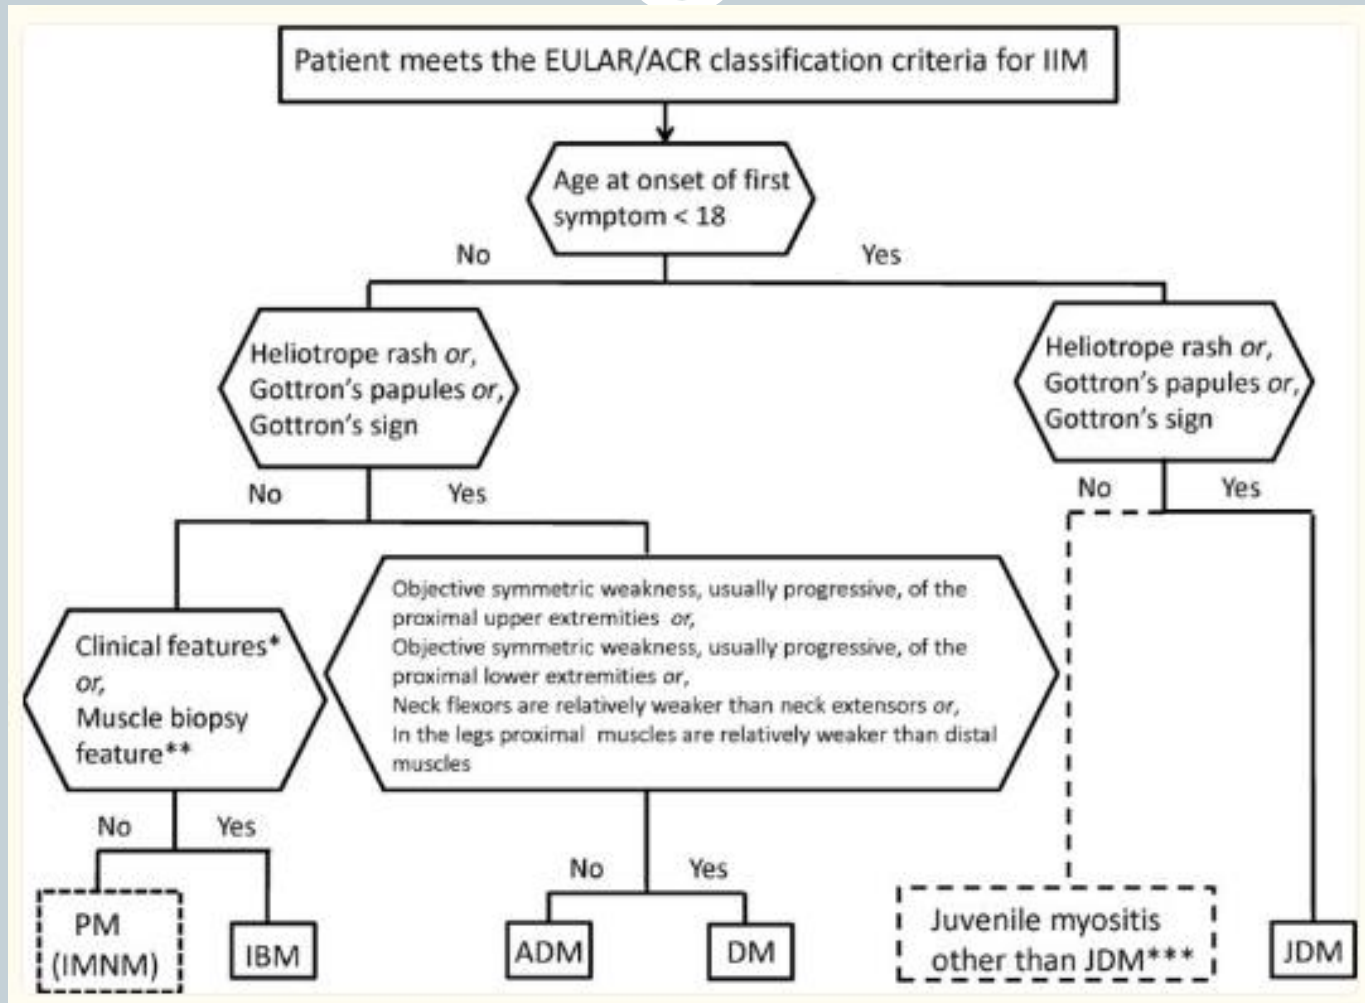 Patient meets the EULAR/ACR classification criteria for IIM
Age at onset of first
symptom < 18
No
Yes
Heliotrope rash or,
Gottron's papules or,
Gottron's sign
Heliotrope rash or,
Gottron's papules or,
Gottron's sign
No
Yes
No
Yes
Clinical features*
or,
Muscle biopsy
feature**
Objective symmetric weakness, usually progressive, of the
proximal upper extremities or,
Objective symmetric weakness, usually progressive, of the
proximal lower extremities or,
Neck flexors are relatively weaker than neck extensors or,
In the legs proximal muscles are relatively weaker than distal
muscles
No
Yes
No
Yes
PM
(IMNM)
IBM
ADM
DM
Juvenile myositis
other than JDM***
JDM